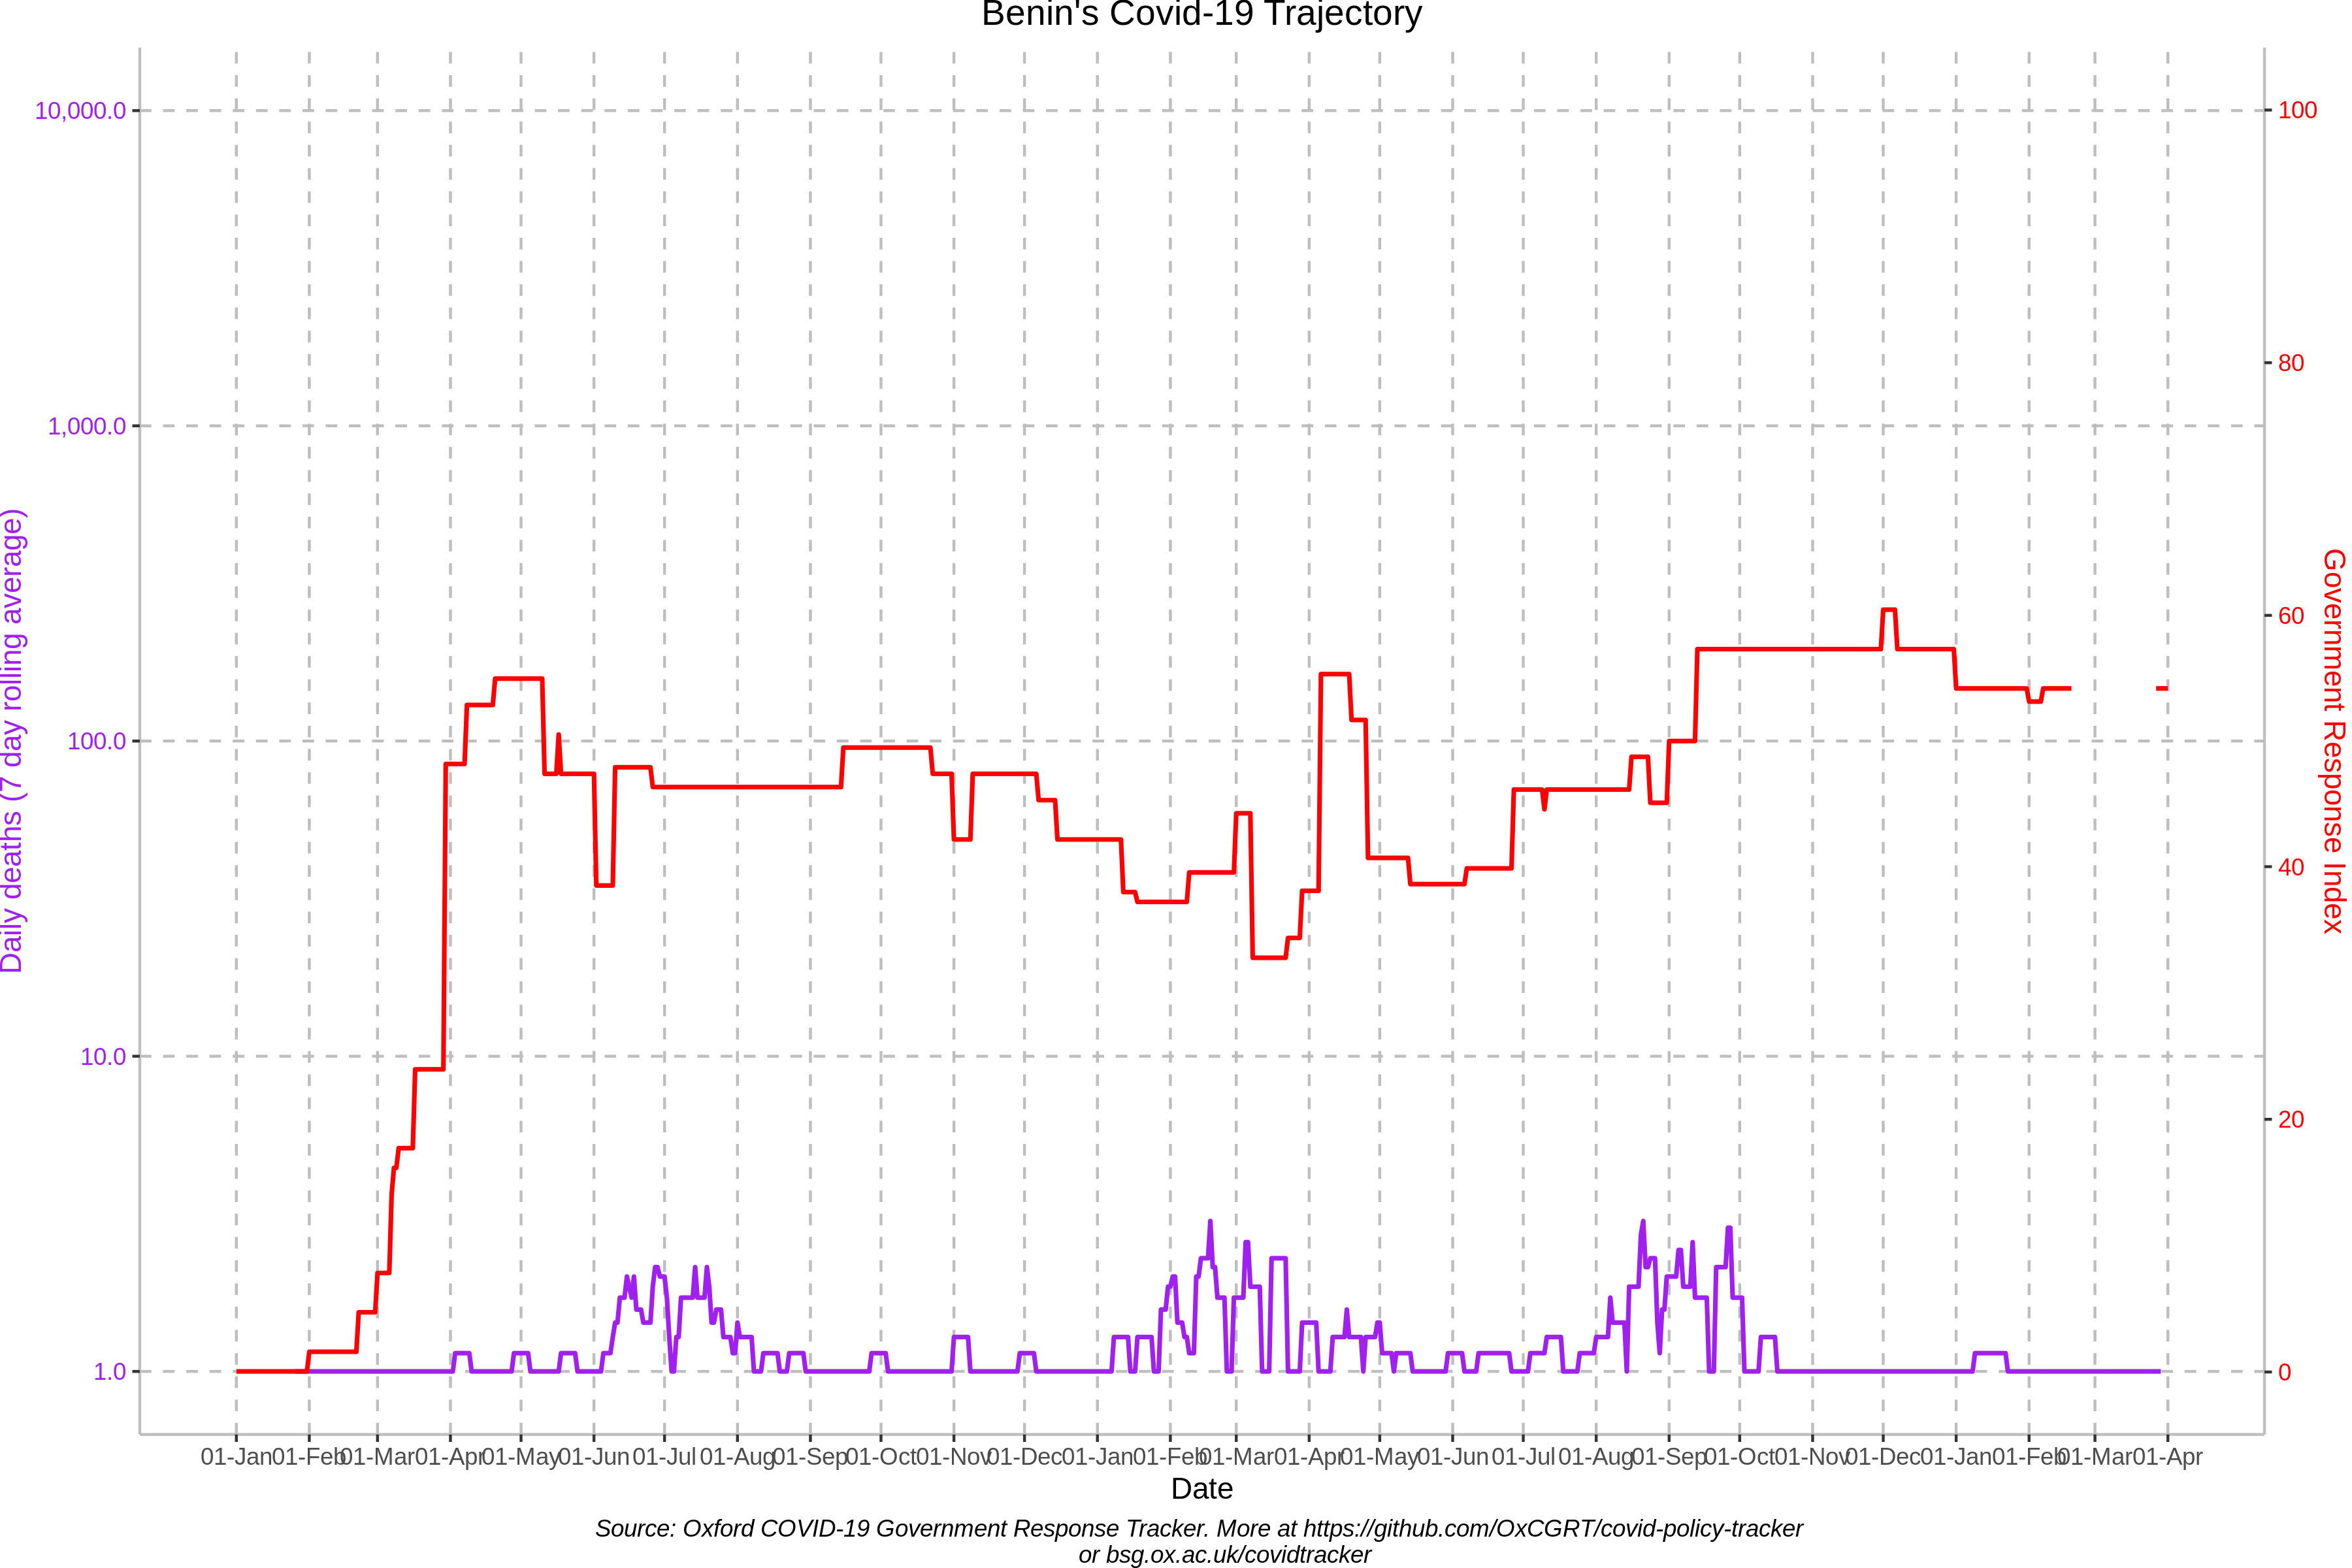 Benin's Covid-19 Trajectory
10,000.0
1,000.0
100.0
10.0
1.0
Daily deaths (7 day rolling average)
100
80
60
40
20
0
Government Response Index
01-Jan 01-Feb 01-Mar 01-Apr 01-May 01-Jun 01-Jul 01-Aug 01-Sep 01-Oct 01-Nov 01-Dec 01-Jan 01-Feb 01-Mar 01-Apr 01-May 01-Jun 01-Jul 01-Aug 01-Sep 01-Oct 01-Nov 01-Dec 01-Jan 01-Feb 01-Mar 01-Apr
Date
Source: Oxford COVID-19 Government Response Tracker. More at https://github.com/OxCGRT/covid-policy-tracker
or bsg.ox.ac.uk/covidtracker